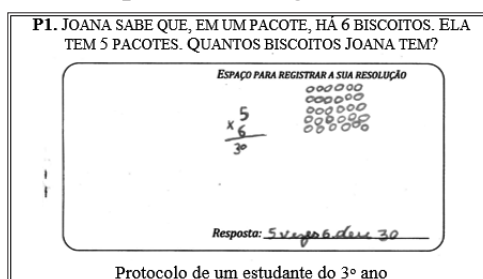 P1. JOANA SABE QUE, EM UM PACOTE, HÁ 6 BISCOITOS. ELA
TEM 5 PACOTES. QUANTOS BISCOITOS JOANA TEM?
ESPAÇO PARA REGISTRAR A SUA RESOLUÇÃO
5
x 6
30
Resposta: 5 vezes 6 deu 30
Protocolo de um estudante do 3º ano